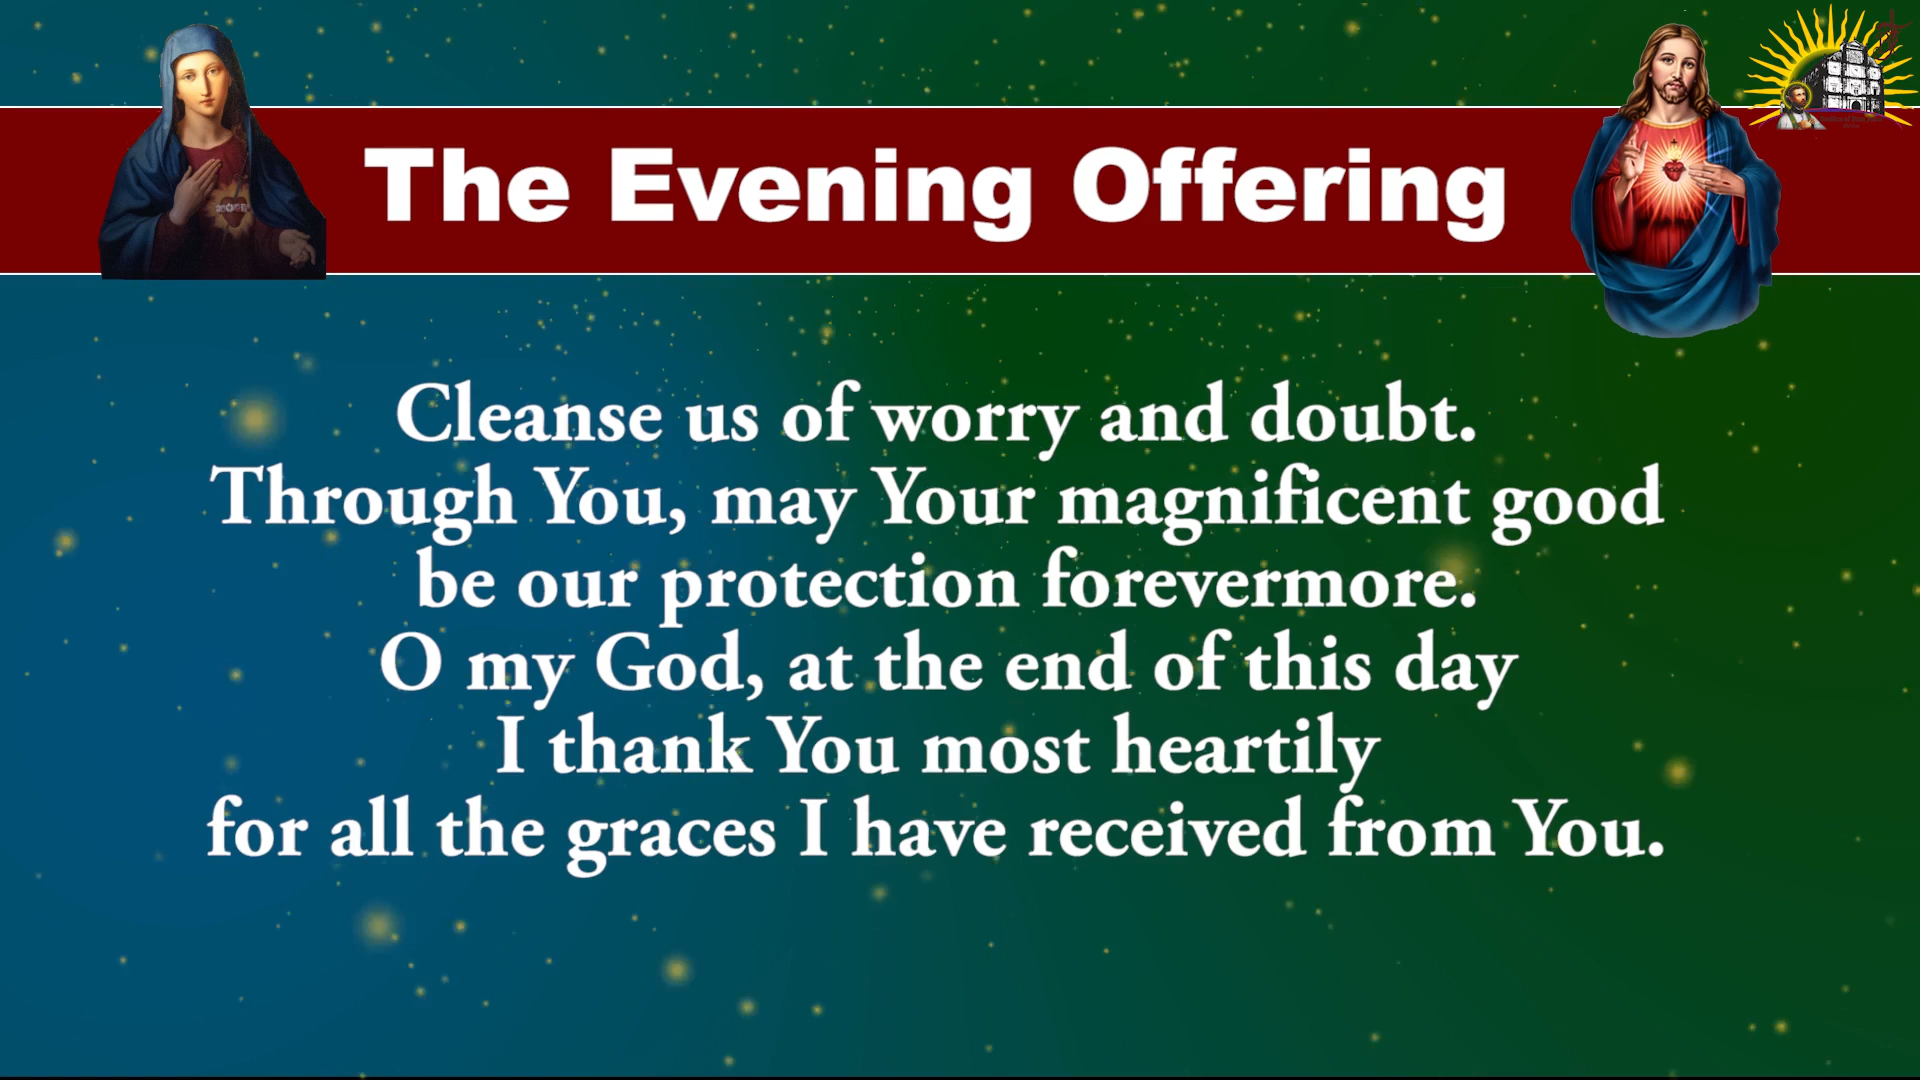 The Evening Offering
Cleanse us of worry and doubt.
Through You, may Your magnificent good
be our protection forevermore.
O my God, at the end of this day
I thank You most heartily
for all the graces I have received from You.